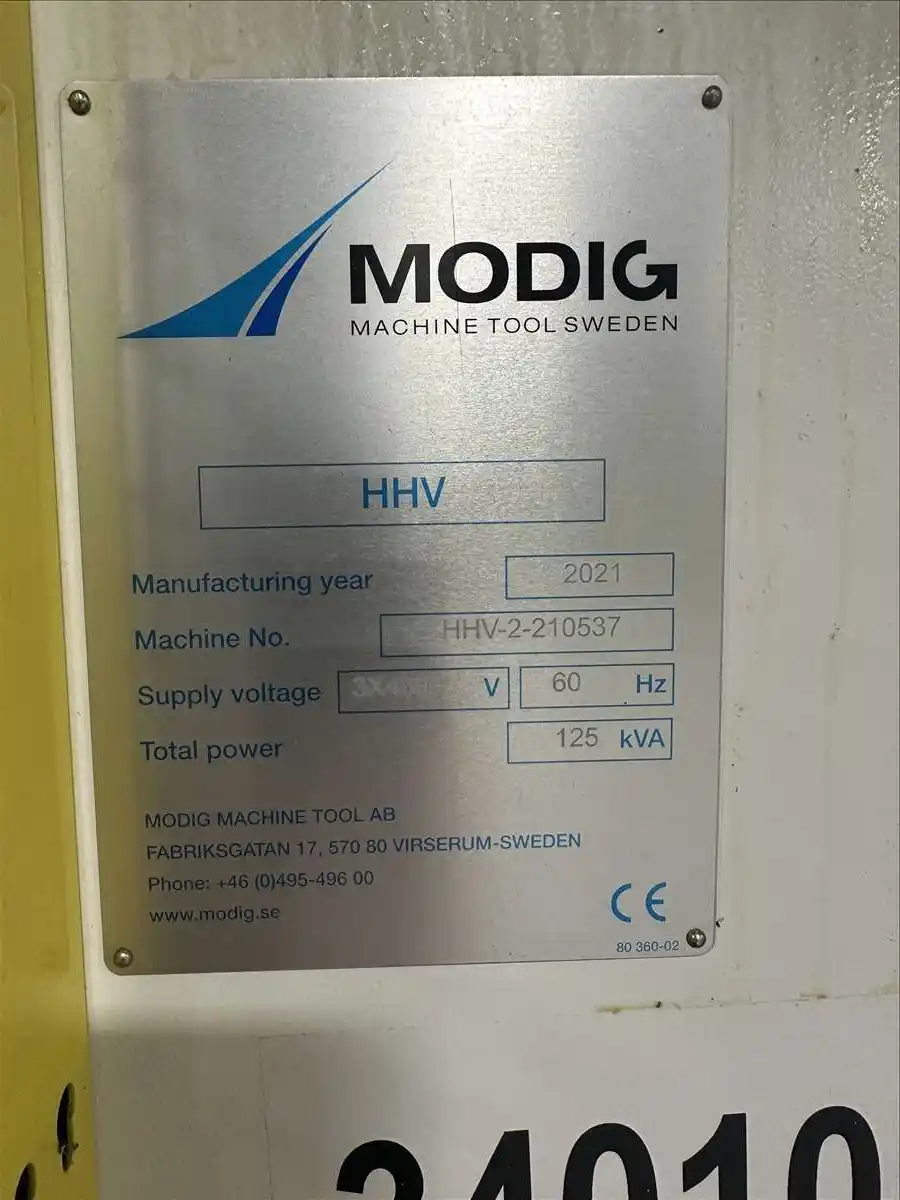 MODIG
MACHINE TOOL SWEDEN
HHV
Manufacturing year 2021
Machine No. HHV-2-210537
Supply voltage V 60 Hz
Total power 125 kVA
MODIG MACHINE TOOL AB
FABRIKSGATAN 17, 570 80 VIRSERUM-SWEDEN
Phone: +46 (0)495-496 00
www.modig.se
CE
80 360-02
24010